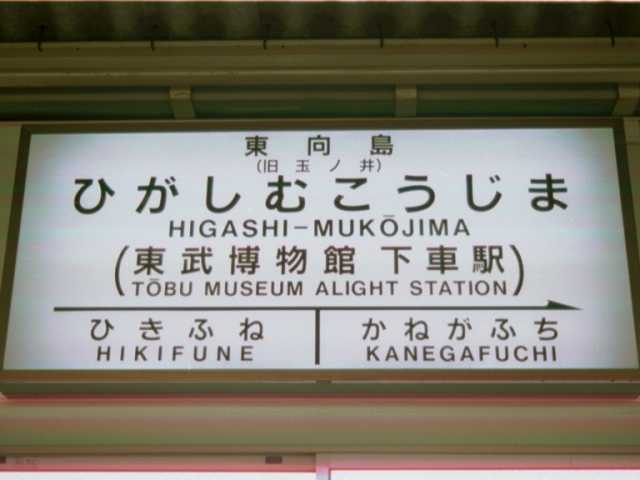 東向島
（旧玉ノ井）
ひがしむこうじま
HIGASHI-MUKŌJIMA
（東武博物館 下車駅）
TŌBU MUSEUM ALIGHT STATION
ひきふね かねがふち
HIKIFUNE KANEGAFUCHI